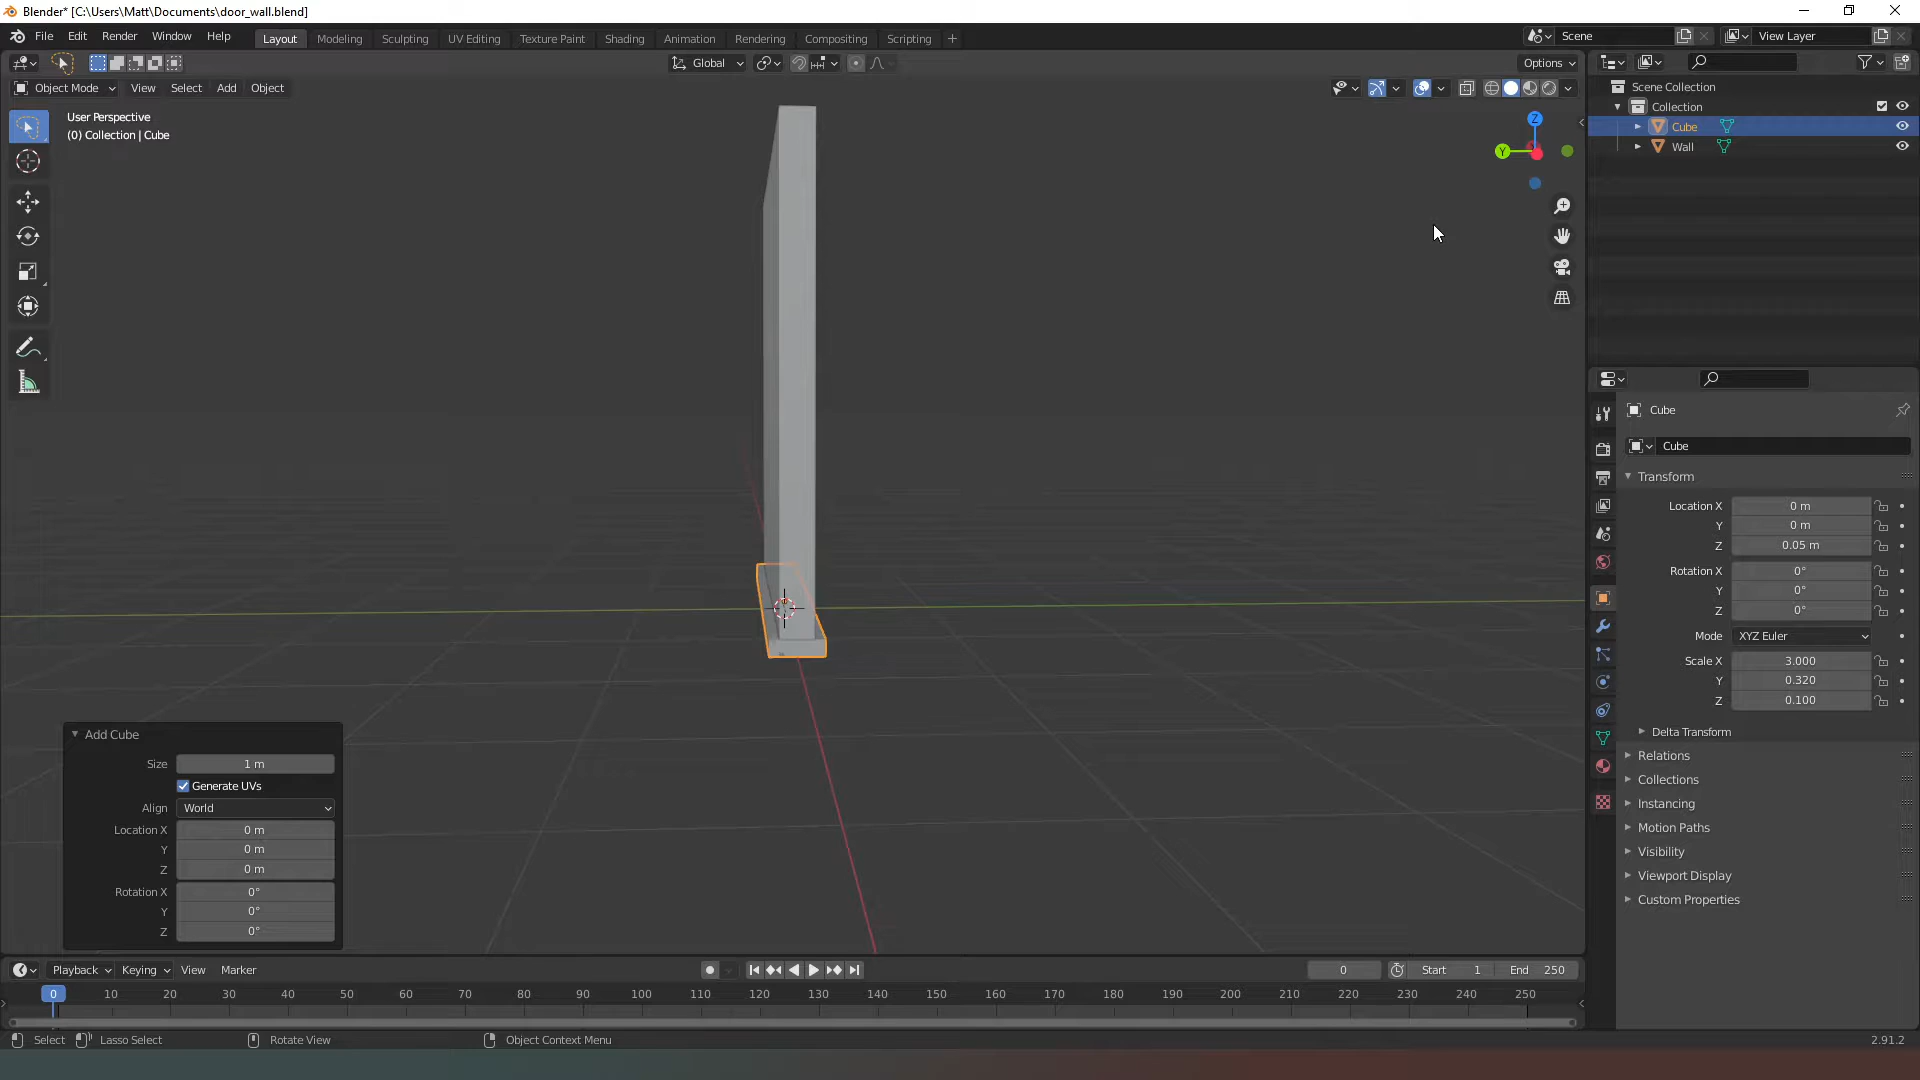 Blender* [C:\Users\Matt\Documents\door_wall.blend]
File Edit Render Window Help
Layout Modeling Sculpting UV Editing Texture Paint Shading Animation Rendering Compositing Scripting +
Scene
View Layer
Global
Options
Object Mode View Select Add Object
User Perspective
(0) Collection | Cube
Z
Y
Scene Collection
Collection
Cube
Wall
Cube
Cube
Transform
Location X 0 m
Y 0 m
Z 0.05 m
Rotation X 0°
Y 0°
Z 0°
Mode XYZ Euler
Scale X 3.000
Y 0.320
Z 0.100
Delta Transform
Relations
Collections
Instancing
Motion Paths
Visibility
Viewport Display
Custom Properties
Add Cube
Size 1 m
Generate UVs
Align World
Location X 0 m
Y 0 m
Z 0 m
Rotation X 0°
Y 0°
Z 0°
Playback Keying View Marker
0
Start 1 End 250
0 10 20 30 40 50 60 70 80 90 100 110 120 130 140 150 160 170 180 190 200 210 220 230 240 250
Select Lasso Select Rotate View Object Context Menu
2.91.2